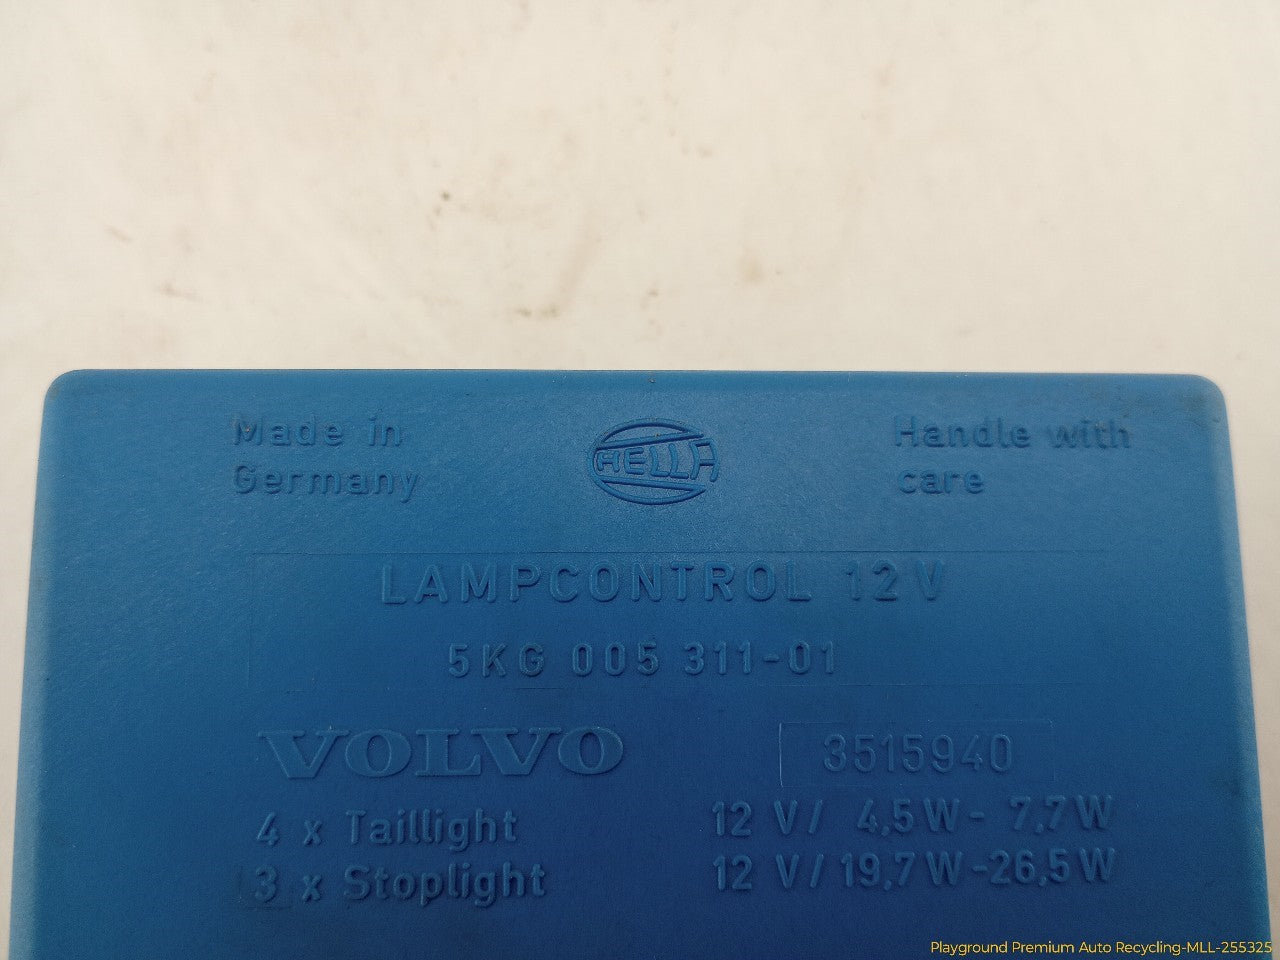 Made in
Germany
HELLA
Handle with
care
LAMPCONTROL 12 V
5KG 005 311-01
VOLVO
3515940
4 x Taillight 12 V/ 4,5W- 7,7W
3 x Stoplight 12 V/ 19,7W-26,5W
Playground Premium Auto Recycling-MLL-255325